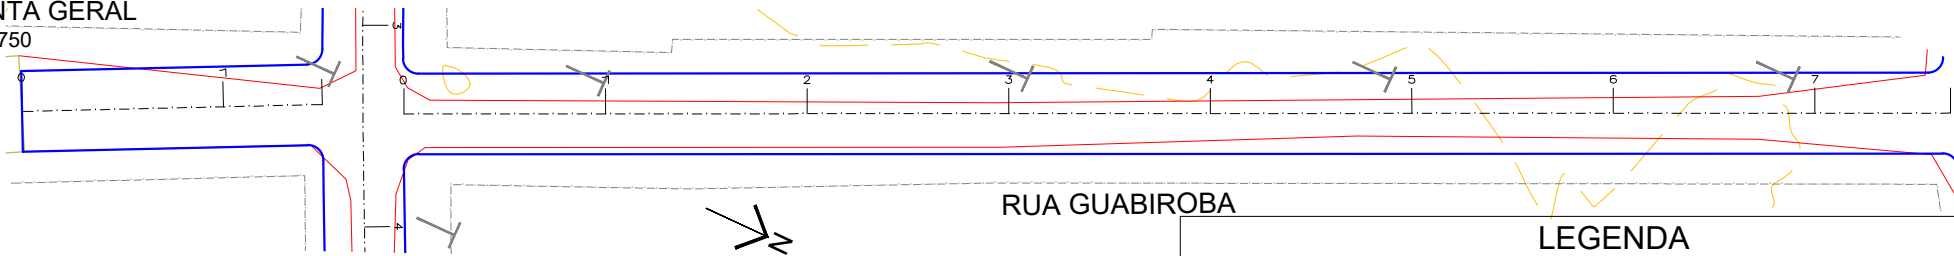 NTA GERAL
750
3
0 1
0 1 2 3 4 5 6 7
4
RUA GUABIROBA
N
LEGENDA